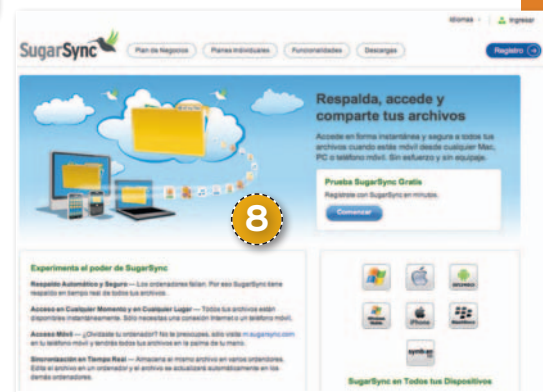 Idiomas
Ingresar
SugarSync
Plan de Negocios
Planes Individuales
Funcionalidades
Descargas
Registro
Respalda, accede y
comparte tus archivos
Accede en forma instantánea y segura a todos tus
archivos cuando estés móvil desde cualquier Mac,
PC o teléfono móvil. Sin esfuerzo y sin equipaje.
Prueba SugarSync Gratis
Regístrate con SugarSync en minutos.
Comenzar
8
Experimenta el poder de SugarSync
Respaldo Automático y Seguro — Los ordenadores fallan. Por eso SugarSync tiene
respaldo en tiempo real de todos tus archivos.
Acceso en Cualquier Momento y en Cualquier Lugar — Todos tus archivos están
disponibles instantáneamente. Sólo necesitas una conexión Internet o un teléfono móvil.
Acceso Móvil — ¿Olvidaste tu ordenador? No te preocupes, sólo visita m.sugarsync.com
en tu teléfono móvil y tendrás todos tus archivos en la palma de tu mano.
Sincronización en Tiempo Real — Almacena el mismo archivo en varios ordenadores.
Edita el archivo en un ordenador y el archivo se actualizará automáticamente en los
demás ordenadores.
ANDROID
Windows Mobile
iPhone
BlackBerry
symbian
SugarSync en Todos tus Dispositivos